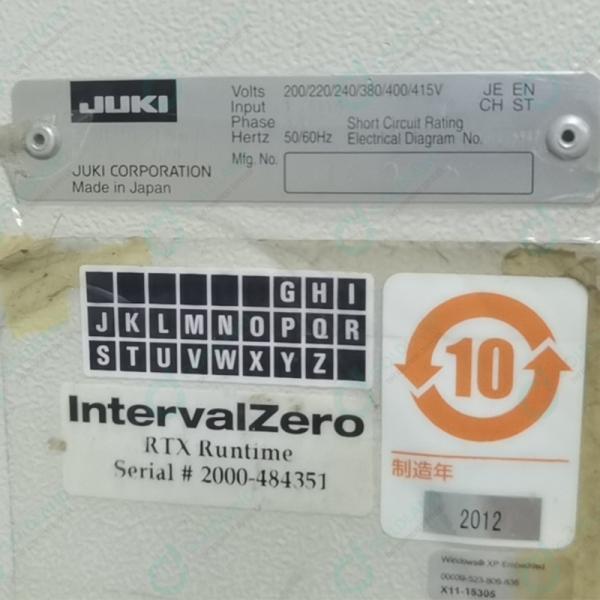 JUKI
JUKI CORPORATION
Made in Japan
Volts 200/220/240/380/400/415V JE EN
Input CH ST
Phase Short Circuit Rating
Hertz 50/60Hz Electrical Diagram No.
Mfg. No.
G H I
J K L M N O P Q R
S T U V W X Y Z
IntervalZero
RTX Runtime
Serial # 2000-484351
10
制造年
2012
Windows® XP Embedded
X11-15305